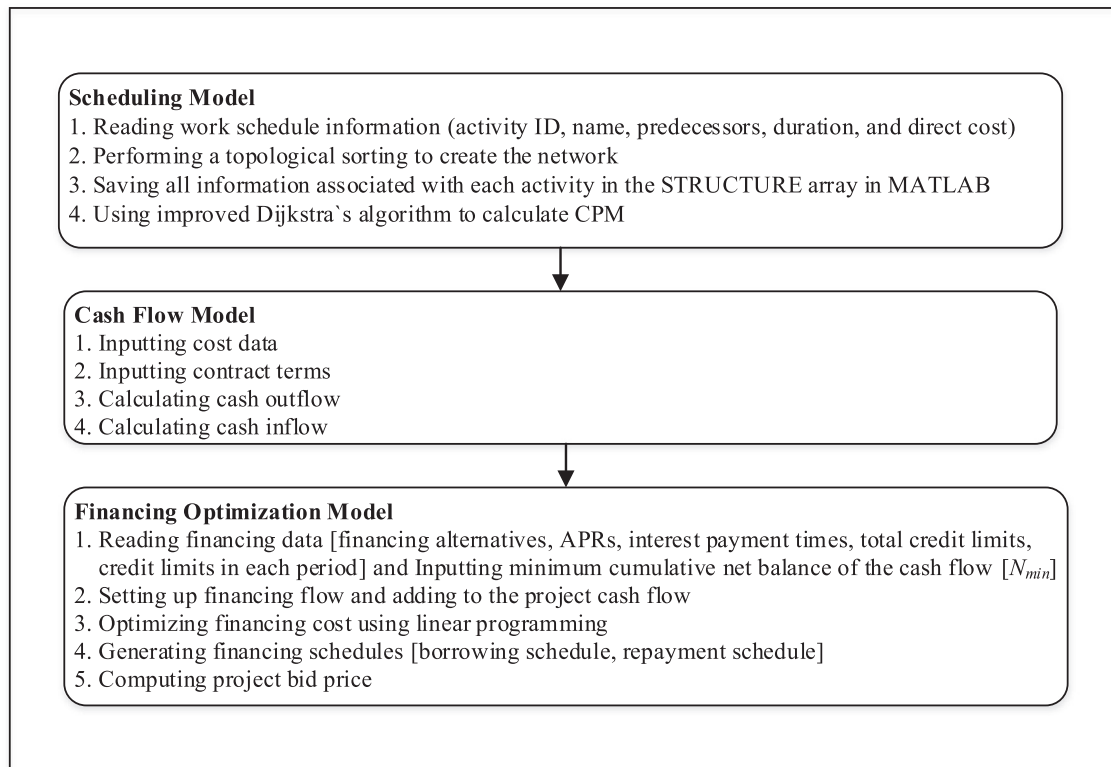 Scheduling Model
1. Reading work schedule information (activity ID, name, predecessors, duration, and direct cost)
2. Performing a topological sorting to create the network
3. Saving all information associated with each activity in the STRUCTURE array in MATLAB
4. Using improved Dijkstra`s algorithm to calculate CPM
Cash Flow Model
1. Inputting cost data
2. Inputting contract terms
3. Calculating cash outflow
4. Calculating cash inflow
Financing Optimization Model
1. Reading financing data [financing alternatives, APRs, interest payment times, total credit limits,
credit limits in each period] and Inputting minimum cumulative net balance of the cash flow [Nmin]
2. Setting up financing flow and adding to the project cash flow
3. Optimizing financing cost using linear programming
4. Generating financing schedules [borrowing schedule, repayment schedule]
5. Computing project bid price